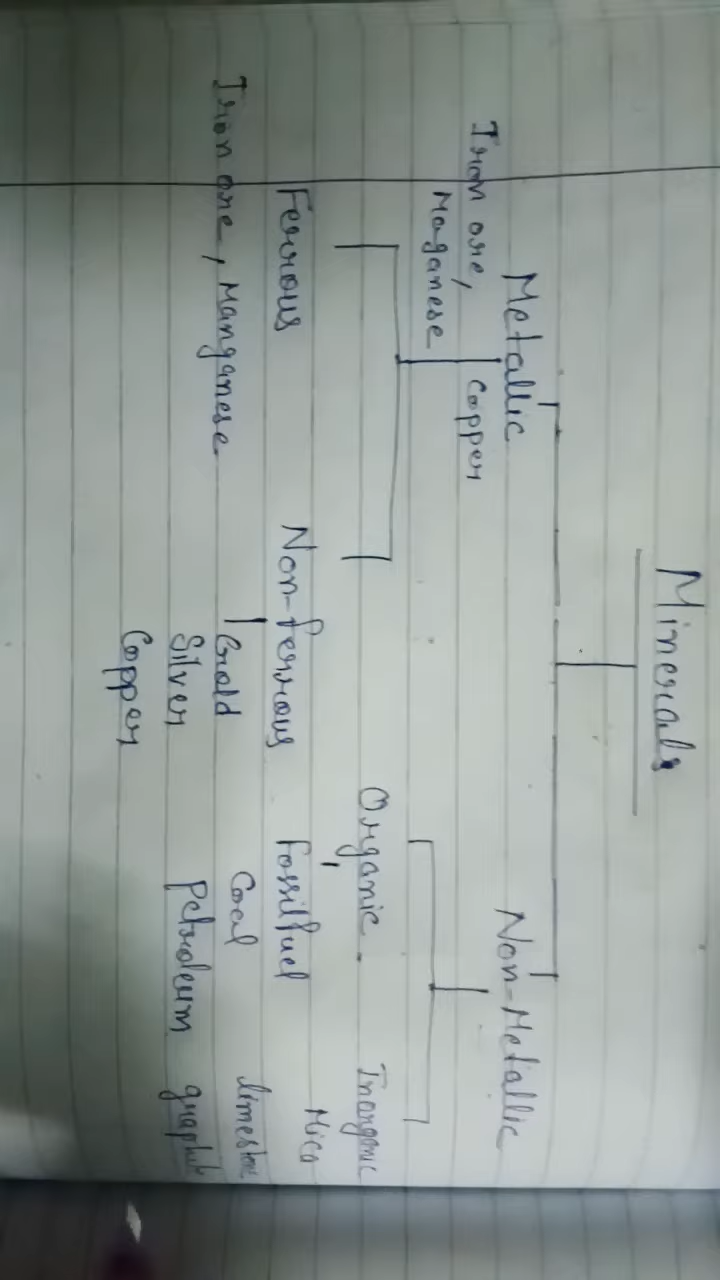 Minerals
Metallic Non-Metallic
Iron ore, Copper
Maganese
Organic Inorganic
Ferrous Non-ferrous Fossil fuel Mica
Iron ore, Manganese Gold Coal limestone
Silver Petroleum graphite
Copper